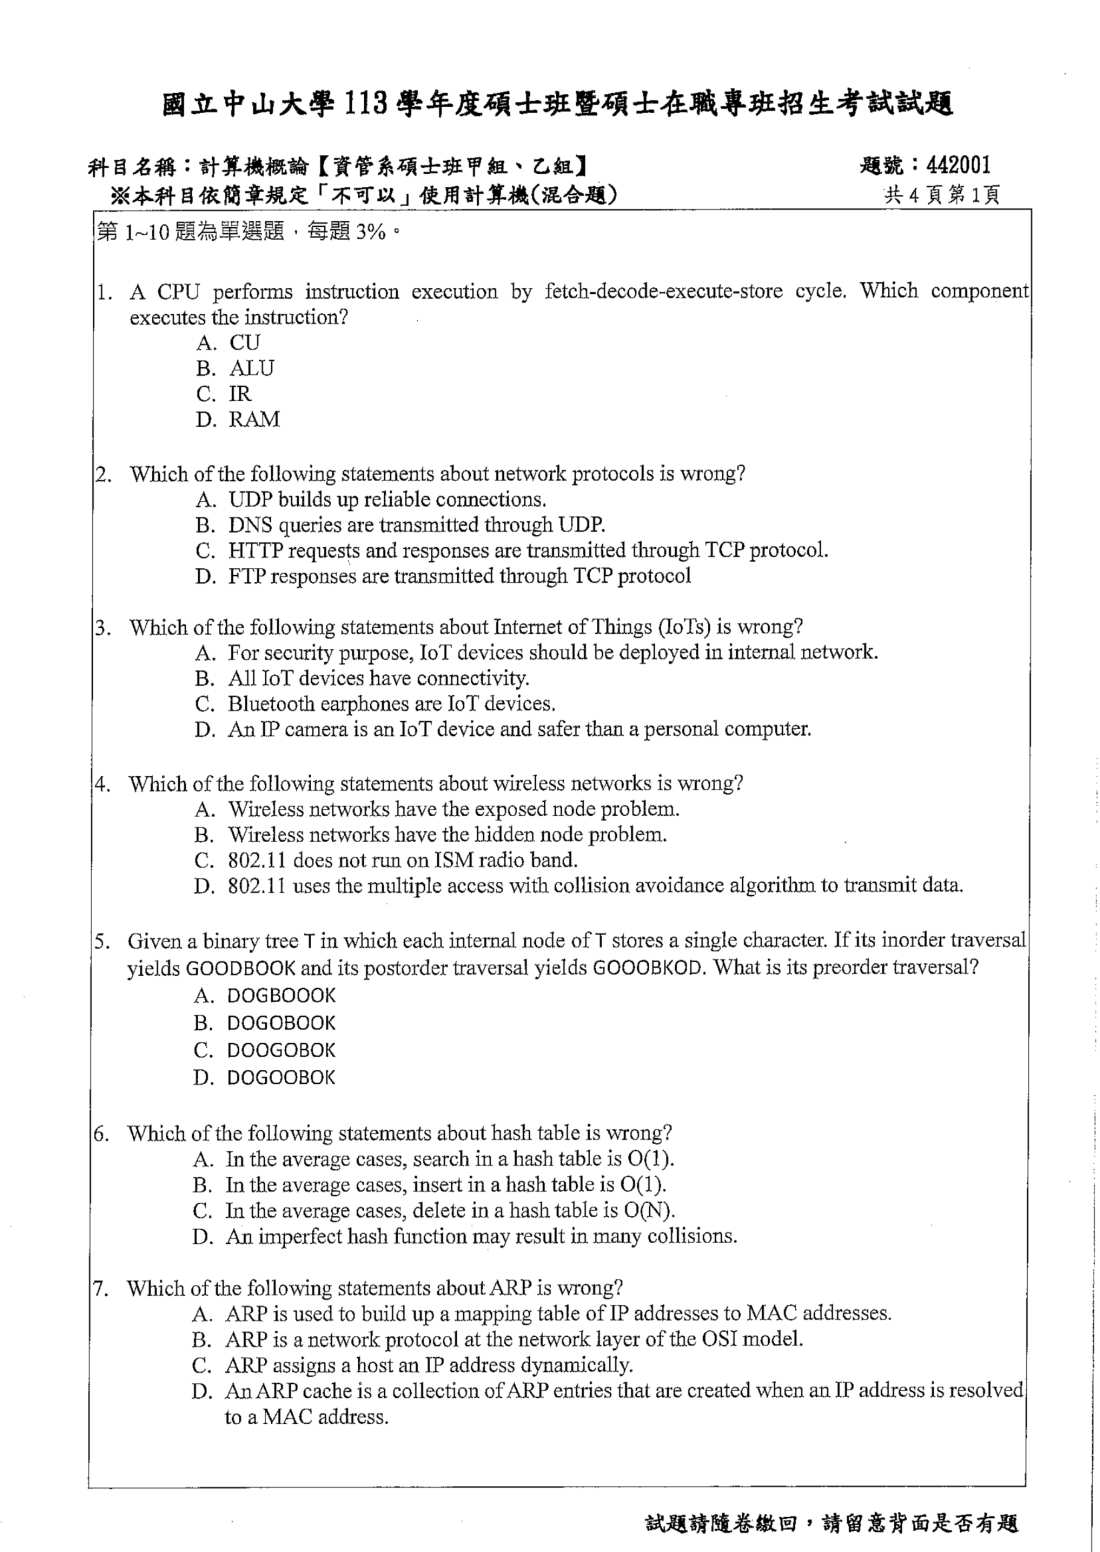 國立中山大學 113 學年度碩士班暨碩士在職專班招生考試試題
科目名稱：計算機概論【資管系碩士班甲組、乙組】
題號：442001
※本科目依簡章規定「不可以」使用計算機(混合題)
共 4 頁第 1 頁
第 1~10 題為單選題，每題 3%。
1. A CPU performs instruction execution by fetch-decode-execute-store cycle. Which component
executes the instruction?
A. CU
B. ALU
C. IR
D. RAM
2. Which of the following statements about network protocols is wrong?
A. UDP builds up reliable connections.
B. DNS queries are transmitted through UDP.
C. HTTP requests and responses are transmitted through TCP protocol.
D. FTP responses are transmitted through TCP protocol
3. Which of the following statements about Internet of Things (IoTs) is wrong?
A. For security purpose, IoT devices should be deployed in internal network.
B. All IoT devices have connectivity.
C. Bluetooth earphones are IoT devices.
D. An IP camera is an IoT device and safer than a personal computer.
4. Which of the following statements about wireless networks is wrong?
A. Wireless networks have the exposed node problem.
B. Wireless networks have the hidden node problem.
C. 802.11 does not run on ISM radio band.
D. 802.11 uses the multiple access with collision avoidance algorithm to transmit data.
5. Given a binary tree T in which each internal node of T stores a single character. If its inorder traversal
yields GOODBOOK and its postorder traversal yields GOOOBKOD. What is its preorder traversal?
A. DOGBOOOK
B. DOGOBOOK
C. DOOGOBOK
D. DOGOOBOK
6. Which of the following statements about hash table is wrong?
A. In the average cases, search in a hash table is O(1).
B. In the average cases, insert in a hash table is O(1).
C. In the average cases, delete in a hash table is O(N).
D. An imperfect hash function may result in many collisions.
7. Which of the following statements about ARP is wrong?
A. ARP is used to build up a mapping table of IP addresses to MAC addresses.
B. ARP is a network protocol at the network layer of the OSI model.
C. ARP assigns a host an IP address dynamically.
D. An ARP cache is a collection of ARP entries that are created when an IP address is resolved
to a MAC address.
試題請隨卷繳回，請留意背面是否有題